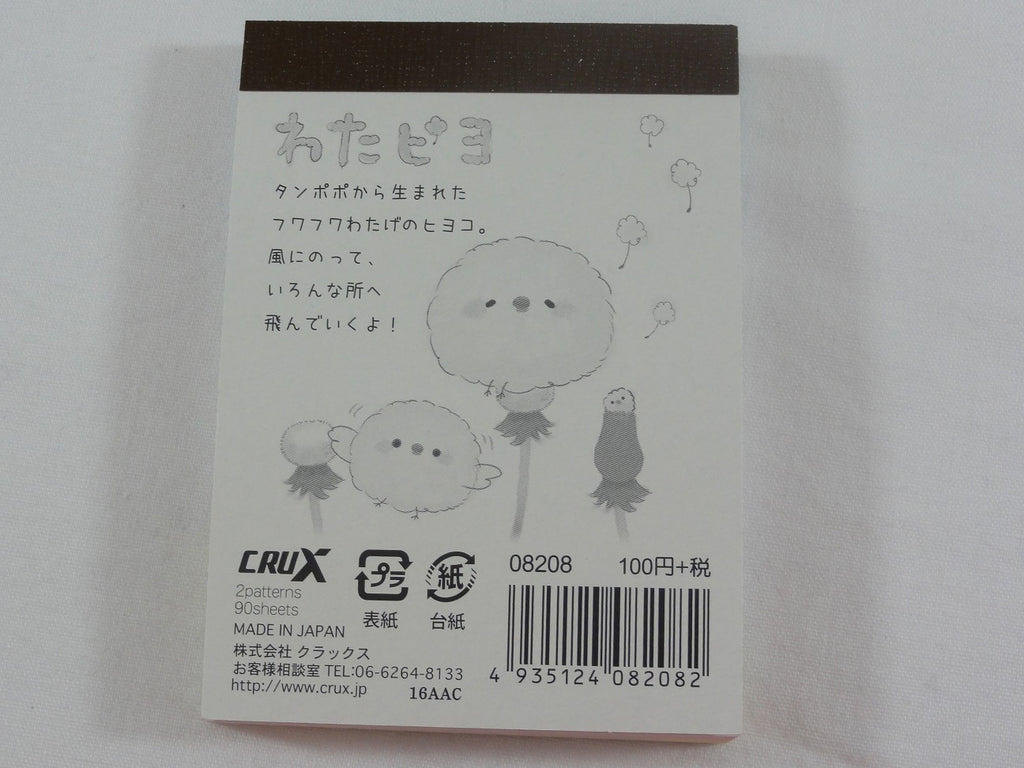 わたピヨ
タンポポから生まれた
フワフワわたげのヒヨコ。
風にのって、
いろんな所へ
飛んでいくよ!
CRUX
2patterns
90sheets
MADE IN JAPAN
株式会社 クラックス
お客様相談室 TEL:06-6264-8133
http://www.crux.jp 16AAC
プラ 紙
表紙 台紙
08208 100円+税
4 935124 082082